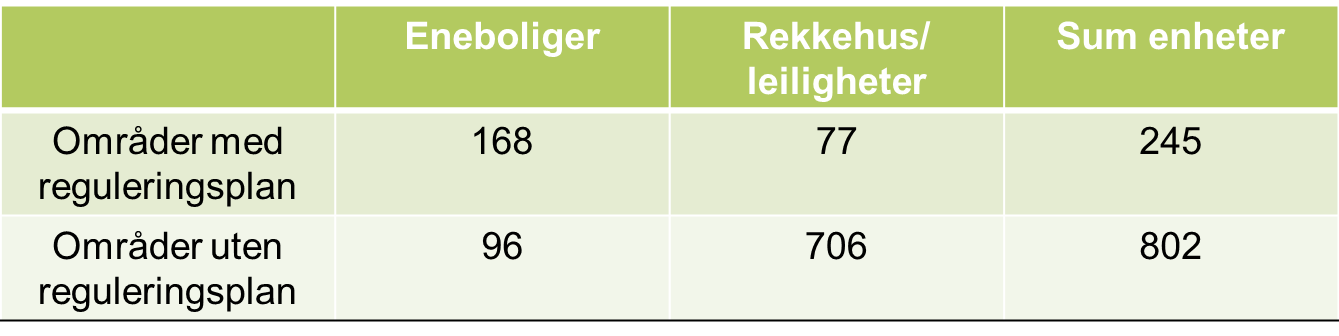 Eneboliger
Rekkehus/
leiligheter
Sum enheter
Områder med
reguleringsplan
168
77
245
Områder uten
reguleringsplan
96
706
802